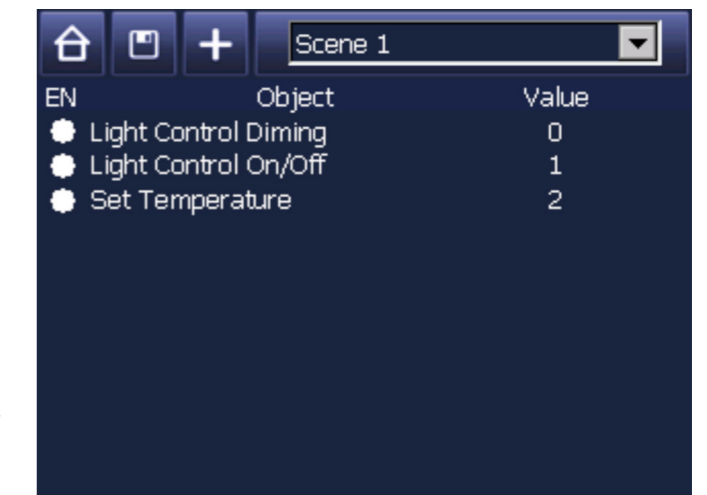 Scene 1
EN Object Value
Light Control Diming 0
Light Control On/Off 1
Set Temperature 2